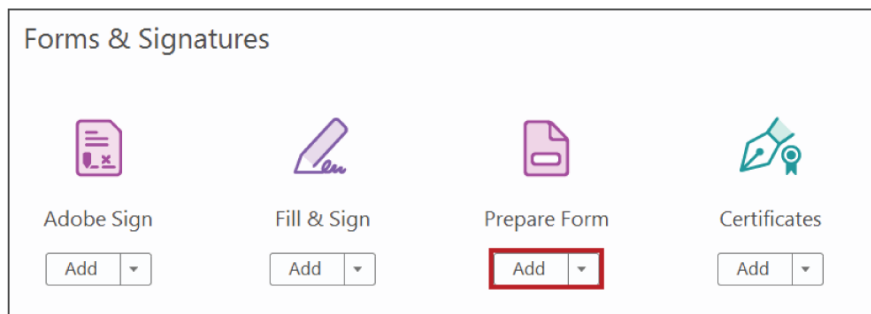 Forms & Signatures
Adobe Sign Fill & Sign Prepare Form Certificates
Add Add Add Add